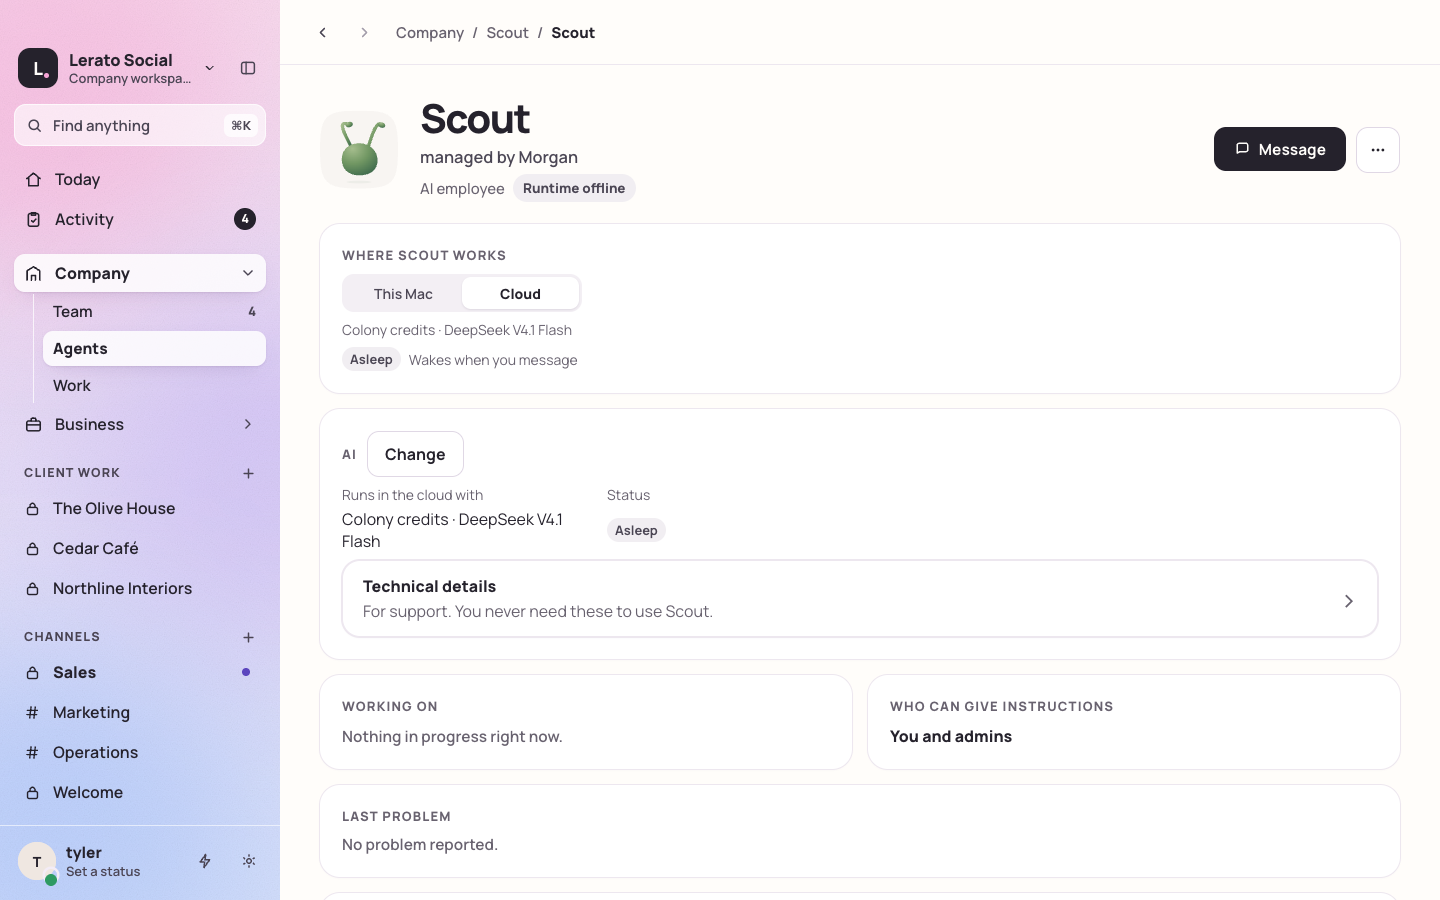 L.
Lerato Social
Company workspa...
Find anything
⌘K
Today
Activity
4
Company
Team
4
Agents
Work
Business
CLIENT WORK
The Olive House
Cedar Café
Northline Interiors
CHANNELS
Sales
# Marketing
# Operations
Welcome
T
tyler
Set a status
Company / Scout / Scout
Scout
managed by Morgan
AI employee
Runtime offline
Message
WHERE SCOUT WORKS
This Mac
Cloud
Colony credits · DeepSeek V4.1 Flash
Asleep
Wakes when you message
AI
Change
Runs in the cloud with
Colony credits · DeepSeek V4.1
Flash
Status
Asleep
Technical details
For support. You never need these to use Scout.
WORKING ON
Nothing in progress right now.
WHO CAN GIVE INSTRUCTIONS
You and admins
LAST PROBLEM
No problem reported.